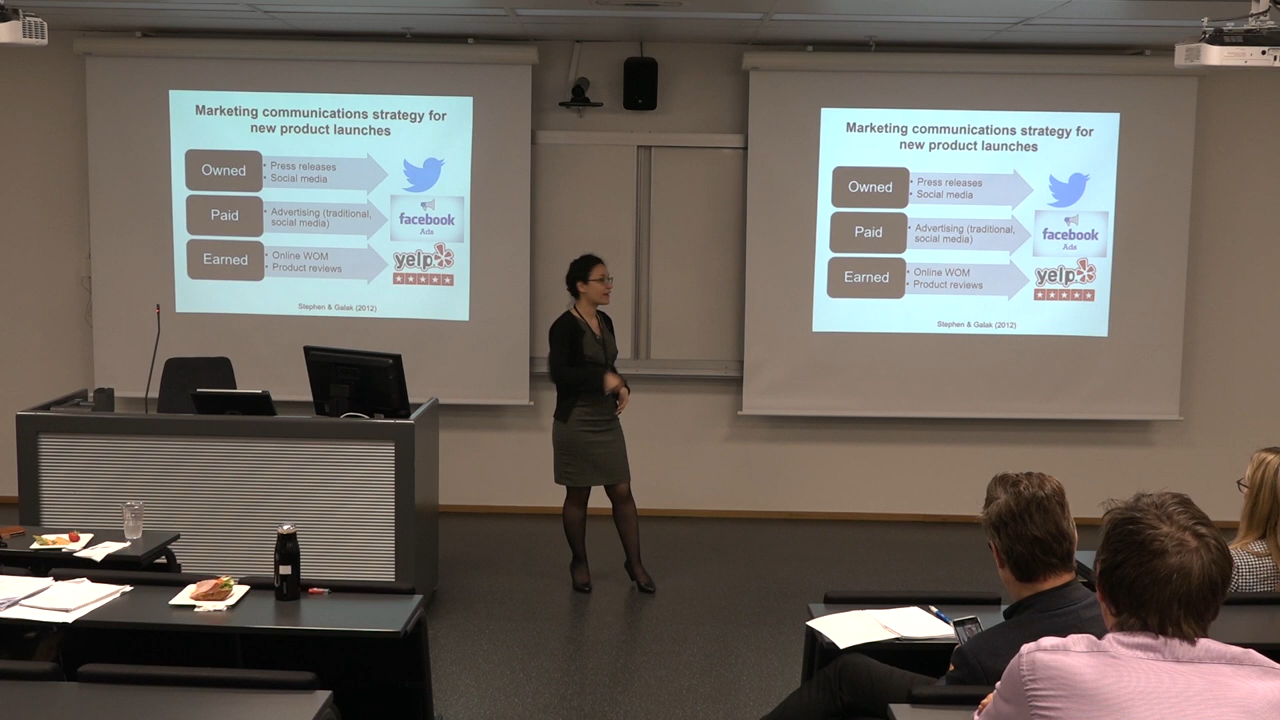 Marketing communications strategy for
new product launches
Owned
• Press releases
• Social media
Paid
• Advertising (traditional,
social media)
facebook
Ads
Earned
• Online WOM
• Product reviews
yelp
Stephen & Galak (2012)
Marketing communications strategy for
new product launches
Owned
• Press releases
• Social media
Paid
• Advertising (traditional,
social media)
facebook
Ads
Earned
• Online WOM
• Product reviews
yelp
Stephen & Galak (2012)